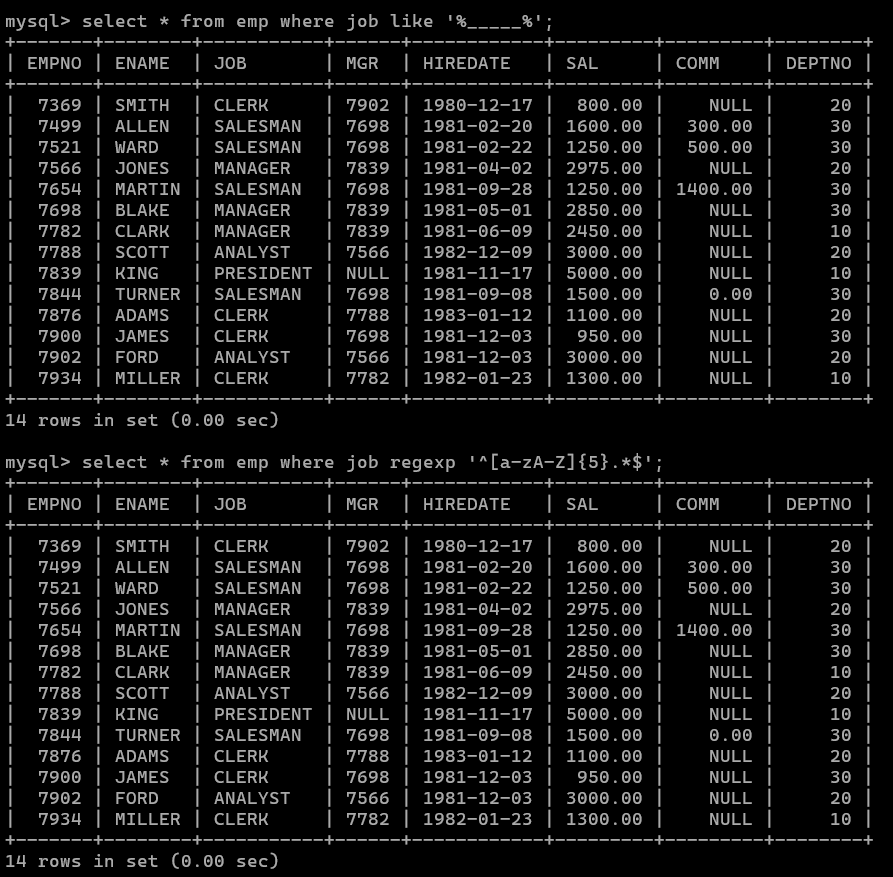 mysql> select * from emp where job like '%_____%';
+-------+--------+-----------+------+------------+---------+---------+--------+
| EMPNO | ENAME  | JOB       | MGR  | HIREDATE   | SAL     | COMM    | DEPTNO |
+-------+--------+-----------+------+------------+---------+---------+--------+
|  7369 | SMITH  | CLERK     | 7902 | 1980-12-17 |  800.00 |    NULL |     20 |
|  7499 | ALLEN  | SALESMAN  | 7698 | 1981-02-20 | 1600.00 |  300.00 |     30 |
|  7521 | WARD   | SALESMAN  | 7698 | 1981-02-22 | 1250.00 |  500.00 |     30 |
|  7566 | JONES  | MANAGER   | 7839 | 1981-04-02 | 2975.00 |    NULL |     20 |
|  7654 | MARTIN | SALESMAN  | 7698 | 1981-09-28 | 1250.00 | 1400.00 |     30 |
|  7698 | BLAKE  | MANAGER   | 7839 | 1981-05-01 | 2850.00 |    NULL |     30 |
|  7782 | CLARK  | MANAGER   | 7839 | 1981-06-09 | 2450.00 |    NULL |     10 |
|  7788 | SCOTT  | ANALYST   | 7566 | 1982-12-09 | 3000.00 |    NULL |     20 |
|  7839 | KING   | PRESIDENT | NULL | 1981-11-17 | 5000.00 |    NULL |     10 |
|  7844 | TURNER | SALESMAN  | 7698 | 1981-09-08 | 1500.00 |    0.00 |     30 |
|  7876 | ADAMS  | CLERK     | 7788 | 1983-01-12 | 1100.00 |    NULL |     20 |
|  7900 | JAMES  | CLERK     | 7698 | 1981-12-03 |  950.00 |    NULL |     30 |
|  7902 | FORD   | ANALYST   | 7566 | 1981-12-03 | 3000.00 |    NULL |     20 |
|  7934 | MILLER | CLERK     | 7782 | 1982-01-23 | 1300.00 |    NULL |     10 |
+-------+--------+-----------+------+------------+---------+---------+--------+
14 rows in set (0.00 sec)

mysql> select * from emp where job regexp '^[a-zA-Z]{5}.*$';
+-------+--------+-----------+------+------------+---------+---------+--------+
| EMPNO | ENAME  | JOB       | MGR  | HIREDATE   | SAL     | COMM    | DEPTNO |
+-------+--------+-----------+------+------------+---------+---------+--------+
|  7369 | SMITH  | CLERK     | 7902 | 1980-12-17 |  800.00 |    NULL |     20 |
|  7499 | ALLEN  | SALESMAN  | 7698 | 1981-02-20 | 1600.00 |  300.00 |     30 |
|  7521 | WARD   | SALESMAN  | 7698 | 1981-02-22 | 1250.00 |  500.00 |     30 |
|  7566 | JONES  | MANAGER   | 7839 | 1981-04-02 | 2975.00 |    NULL |     20 |
|  7654 | MARTIN | SALESMAN  | 7698 | 1981-09-28 | 1250.00 | 1400.00 |     30 |
|  7698 | BLAKE  | MANAGER   | 7839 | 1981-05-01 | 2850.00 |    NULL |     30 |
|  7782 | CLARK  | MANAGER   | 7839 | 1981-06-09 | 2450.00 |    NULL |     10 |
|  7788 | SCOTT  | ANALYST   | 7566 | 1982-12-09 | 3000.00 |    NULL |     20 |
|  7839 | KING   | PRESIDENT | NULL | 1981-11-17 | 5000.00 |    NULL |     10 |
|  7844 | TURNER | SALESMAN  | 7698 | 1981-09-08 | 1500.00 |    0.00 |     30 |
|  7876 | ADAMS  | CLERK     | 7788 | 1983-01-12 | 1100.00 |    NULL |     20 |
|  7900 | JAMES  | CLERK     | 7698 | 1981-12-03 |  950.00 |    NULL |     30 |
|  7902 | FORD   | ANALYST   | 7566 | 1981-12-03 | 3000.00 |    NULL |     20 |
|  7934 | MILLER | CLERK     | 7782 | 1982-01-23 | 1300.00 |    NULL |     10 |
+-------+--------+-----------+------+------------+---------+---------+--------+
14 rows in set (0.00 sec)